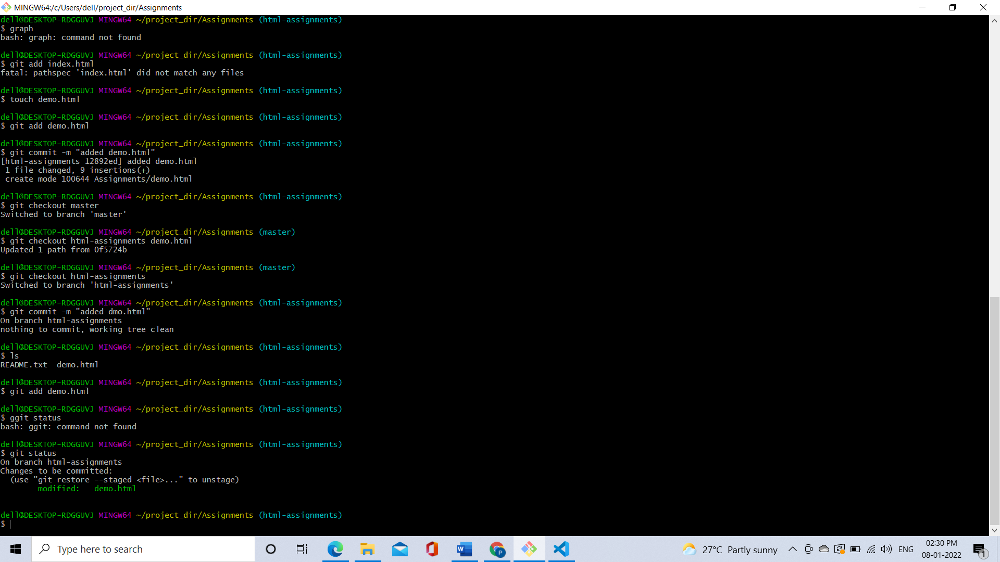 MINGW64:/c/Users/dell/project_dir/Assignments
dell@DESKTOP-RDGGUVJ MINGW64 ~/project_dir/Assignments (html-assignments)
$ graph
bash: graph: command not found
dell@DESKTOP-RDGGUVJ MINGW64 ~/project_dir/Assignments (html-assignments)
$ git add index.html
fatal: pathspec 'index.html' did not match any files
dell@DESKTOP-RDGGUVJ MINGW64 ~/project_dir/Assignments (html-assignments)
$ touch demo.html
dell@DESKTOP-RDGGUVJ MINGW64 ~/project_dir/Assignments (html-assignments)
$ git add demo.html
dell@DESKTOP-RDGGUVJ MINGW64 ~/project_dir/Assignments (html-assignments)
$ git commit -m "added demo.html"
[html-assignments 12892ed] added demo.html
 1 file changed, 9 insertions(+)
 create mode 100644 Assignments/demo.html
dell@DESKTOP-RDGGUVJ MINGW64 ~/project_dir/Assignments (html-assignments)
$ git checkout master
Switched to branch 'master'
dell@DESKTOP-RDGGUVJ MINGW64 ~/project_dir/Assignments (master)
$ git checkout html-assignments demo.html
Updated 1 path from 0f5724b
dell@DESKTOP-RDGGUVJ MINGW64 ~/project_dir/Assignments (master)
$ git checkout html-assignments
Switched to branch 'html-assignments'
dell@DESKTOP-RDGGUVJ MINGW64 ~/project_dir/Assignments (html-assignments)
$ git commit -m "added dmo.html"
On branch html-assignments
nothing to commit, working tree clean
dell@DESKTOP-RDGGUVJ MINGW64 ~/project_dir/Assignments (html-assignments)
$ ls
README.txt  demo.html
dell@DESKTOP-RDGGUVJ MINGW64 ~/project_dir/Assignments (html-assignments)
$ git add demo.html
dell@DESKTOP-RDGGUVJ MINGW64 ~/project_dir/Assignments (html-assignments)
$ ggit status
bash: ggit: command not found
dell@DESKTOP-RDGGUVJ MINGW64 ~/project_dir/Assignments (html-assignments)
$ git status
On branch html-assignments
Changes to be committed:
  (use "git restore --staged <file>..." to unstage)
        modified:   demo.html
dell@DESKTOP-RDGGUVJ MINGW64 ~/project_dir/Assignments (html-assignments)
$
Type here to search
W
P
27°C Partly sunny
ENG
02:30 PM
08-01-2022
1